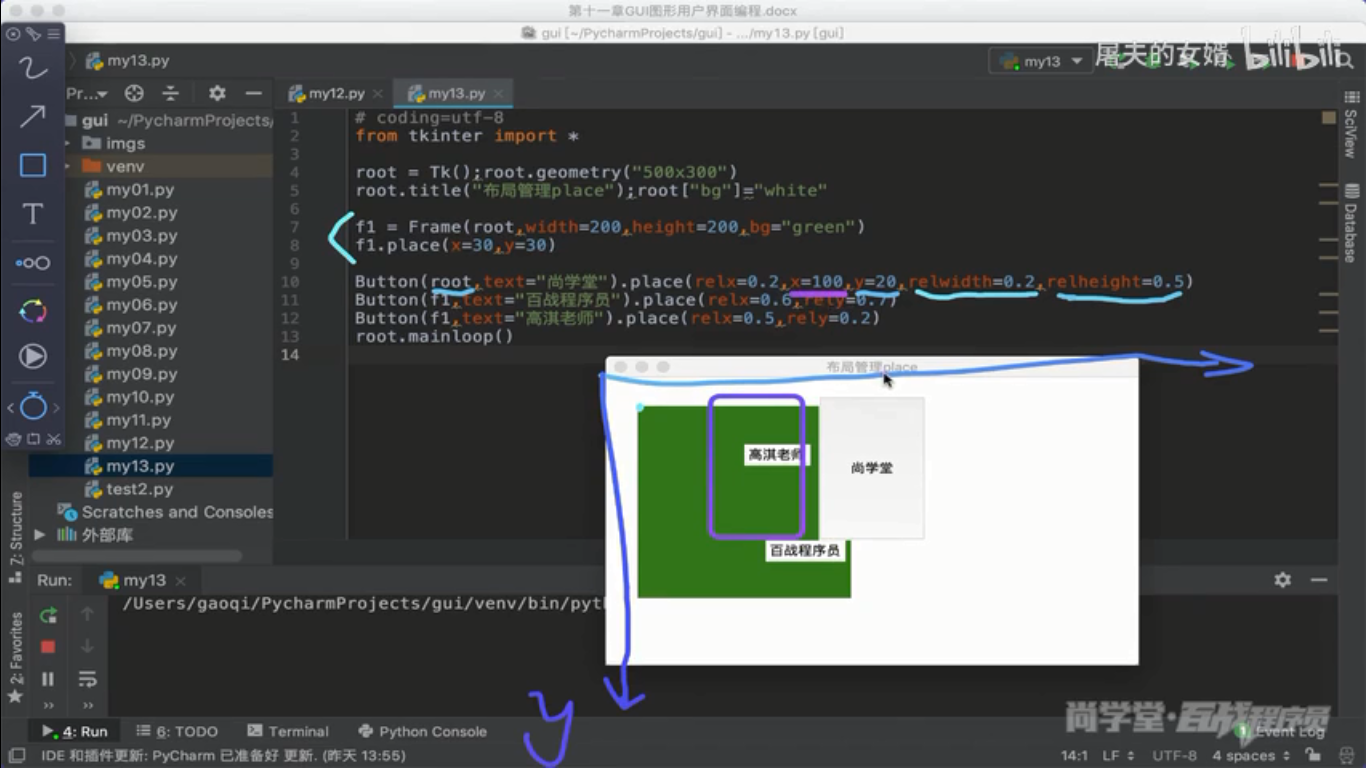 第十一章GUI图形用户界面编程.docx
gui [~/PycharmProjects/gui] - .../my13.py [gui]
my13.py
my13
屠夫的女婿 bilibili
Pr...
my12.py
my13.py
gui ~/PycharmProjects/
imgs
venv
my01.py
my02.py
my03.py
my04.py
my05.py
my06.py
my07.py
my08.py
my09.py
my10.py
my11.py
my12.py
my13.py
test2.py
Scratches and Consoles
外部库
T
1 # coding=utf-8
2 from tkinter import *
3
4 root = Tk();root.geometry("500x300")
5 root.title("布局管理place");root["bg"]="white"
6
7 f1 = Frame(root,width=200,height=200,bg="green")
8 f1.place(x=30,y=30)
9
10 Button(root,text="尚学堂").place(relx=0.2,x=100,y=20,relwidth=0.2,relheight=0.5)
11 Button(f1,text="百战程序员").place(relx=0.6,rely=0.7)
12 Button(f1,text="高淇老师").place(relx=0.5,rely=0.2)
13 root.mainloop()
14
SciView
Database
布局管理place
高淇老师
尚学堂
百战程序员
y
Z: Structure
2: Favorites
Run: my13
/Users/gaoqi/PycharmProjects/gui/venv/bin/pyth
尚学堂·百战程序员
4: Run
6: TODO
Terminal
Python Console
1 Event Log
IDE 和插件更新: PyCharm 已准备好 更新. (昨天 13:55)
14:1 LF UTF-8 4 spaces